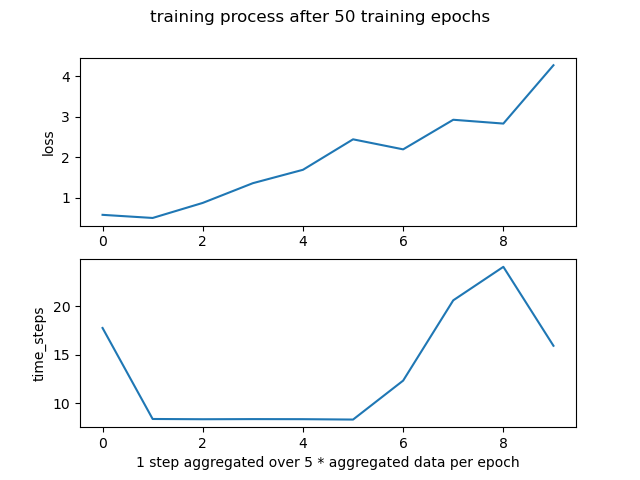 training process after 50 training epochs
4
3
2
1
loss
0 2 4 6 8
20
15
10
time_steps
0 2 4 6 8
1 step aggregated over 5 * aggregated data per epoch